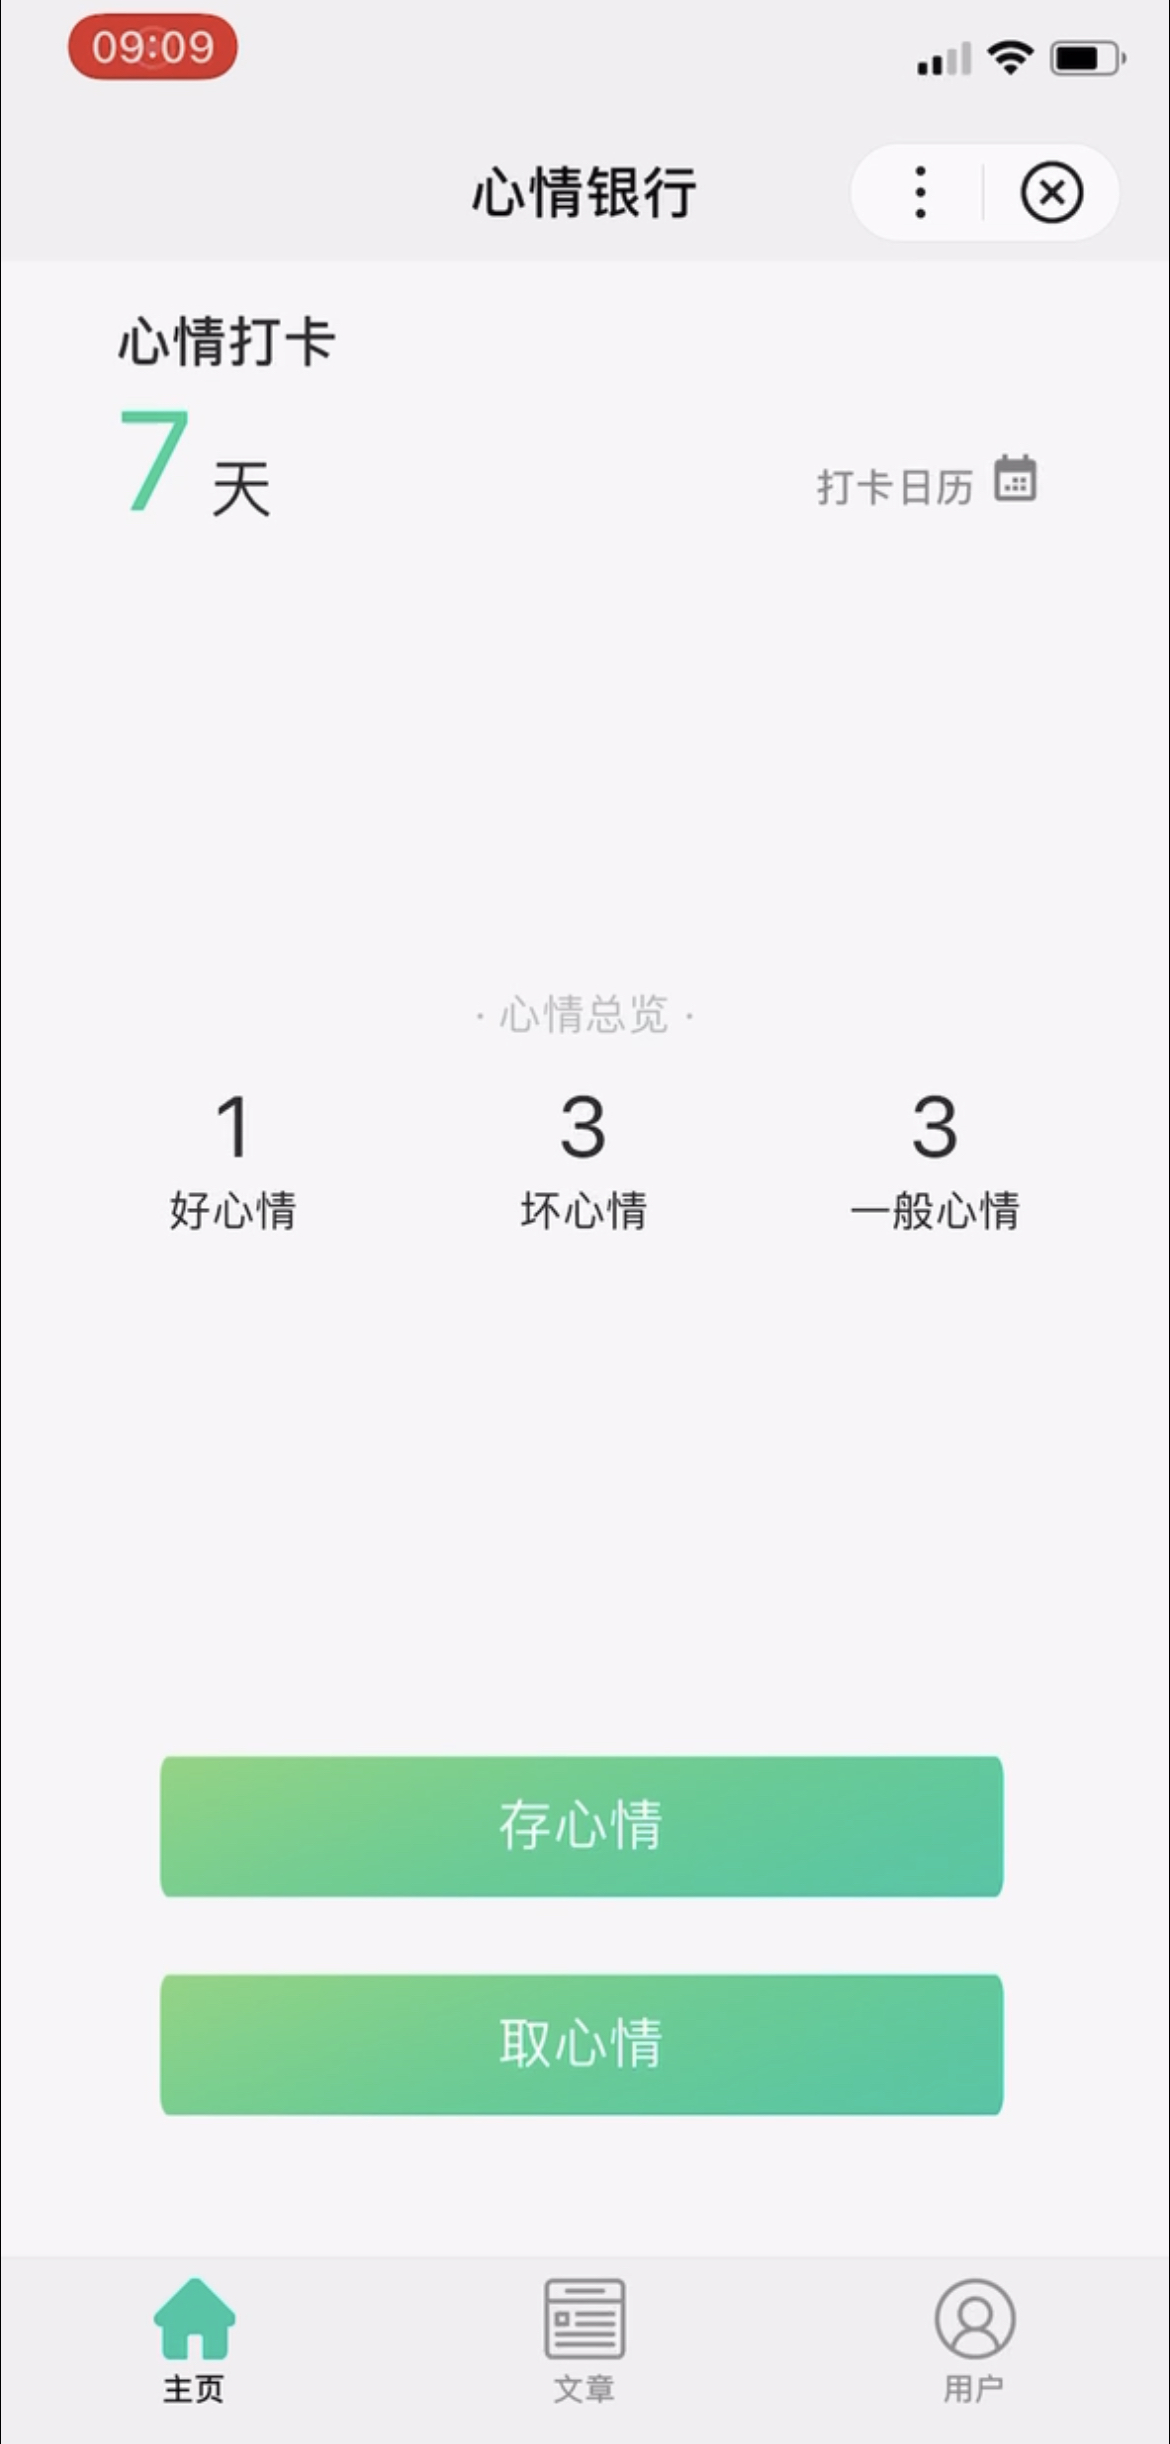 09:09
心情银行
心情打卡
7 天
打卡日历
· 心情总览 ·
1 3 3
好心情 坏心情 一般心情
存心情
取心情
主页 文章 用户